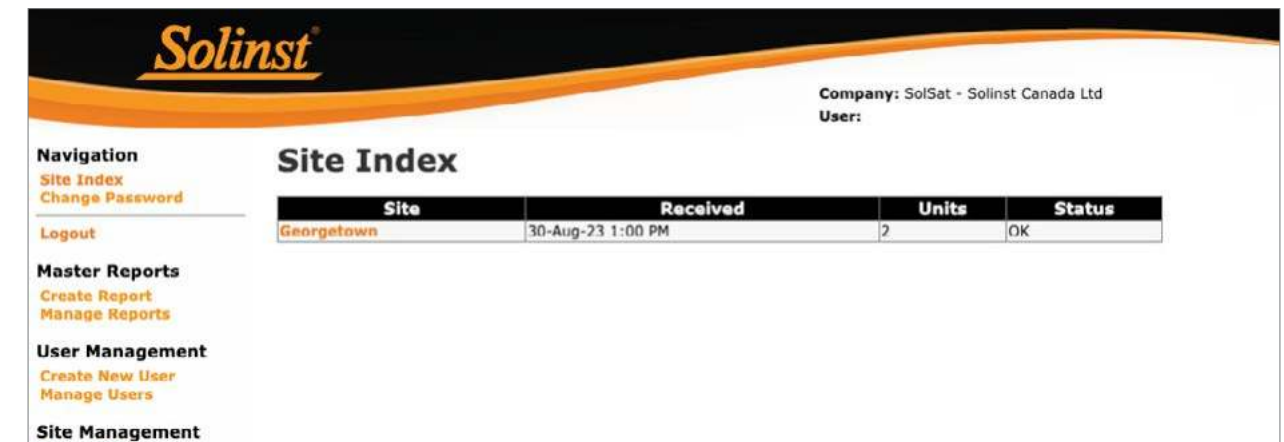 Solinst
Company: SolSat - Solinst Canada Ltd
User:
Navigation
Site Index
Change Password
Logout
Master Reports
Create Report
Manage Reports
User Management
Create New User
Manage Users
Site Management
Site Index
Site Received Units Status
Georgetown 30-Aug-23 1:00 PM 2 OK